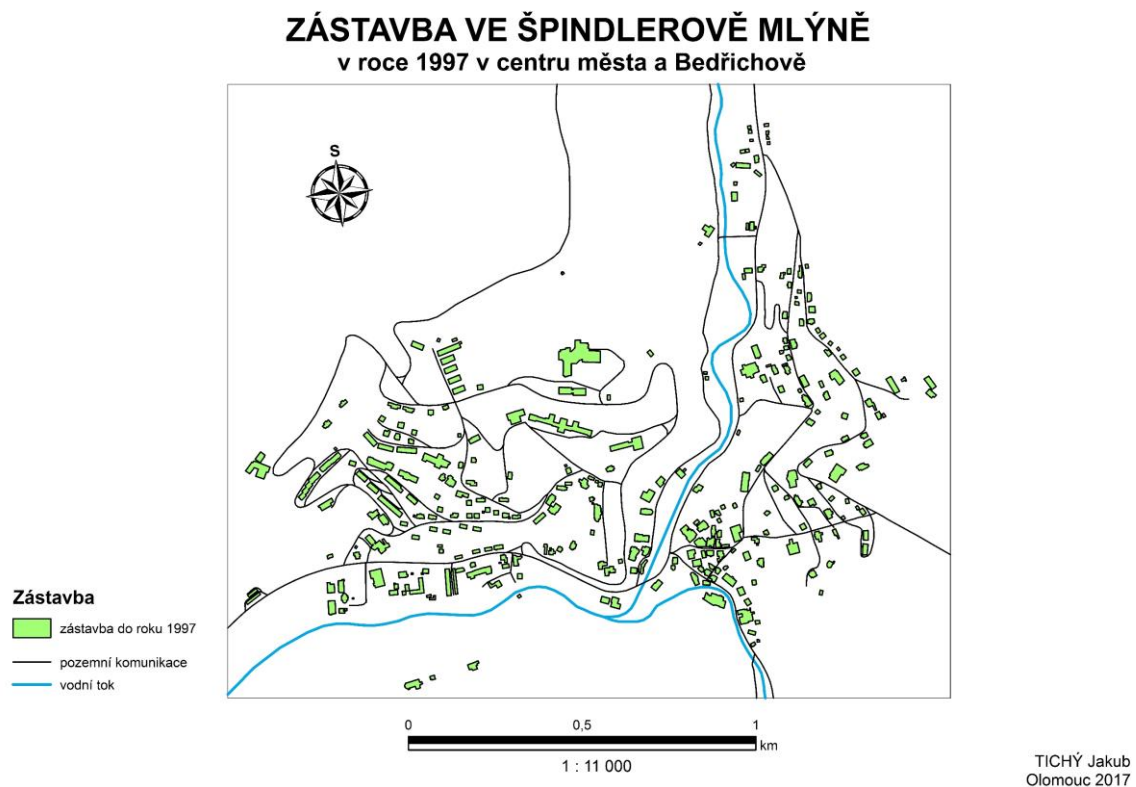 ZÁSTAVBA VE ŠPINDLEROVĚ MLÝNĚ
v roce 1997 v centru města a Bedřichově
S
Zástavba
zástavba do roku 1997
pozemní komunikace
vodní tok
0 0,5 1
km
1 : 11 000
TICHÝ Jakub
Olomouc 2017